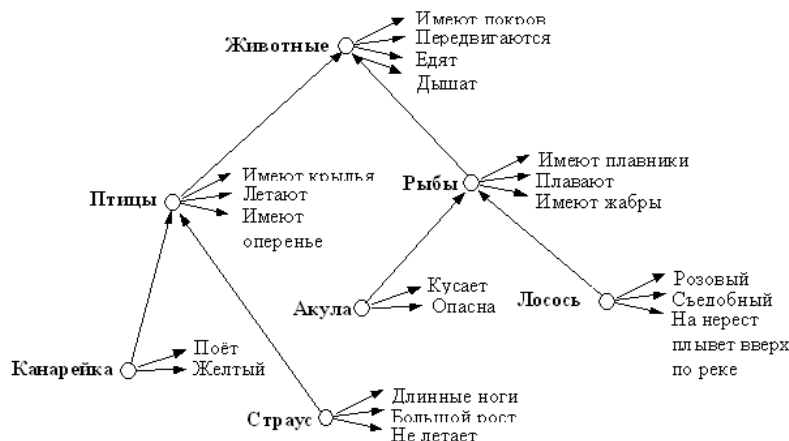 Животные
Имеют покров
Передвигаются
Едят
Дышат
Птицы
Имеют крылья
Летают
Имеют
оперенье
Рыбы
Имеют плавники
Плавают
Имеют жабры
Акула
Кусает
Опасна
Лосось
Розовый
Съедобный
На нерест
плывет вверх
по реке
Канарейка
Поёт
Желтый
Страус
Длинные ноги
Большой рост
Не летает